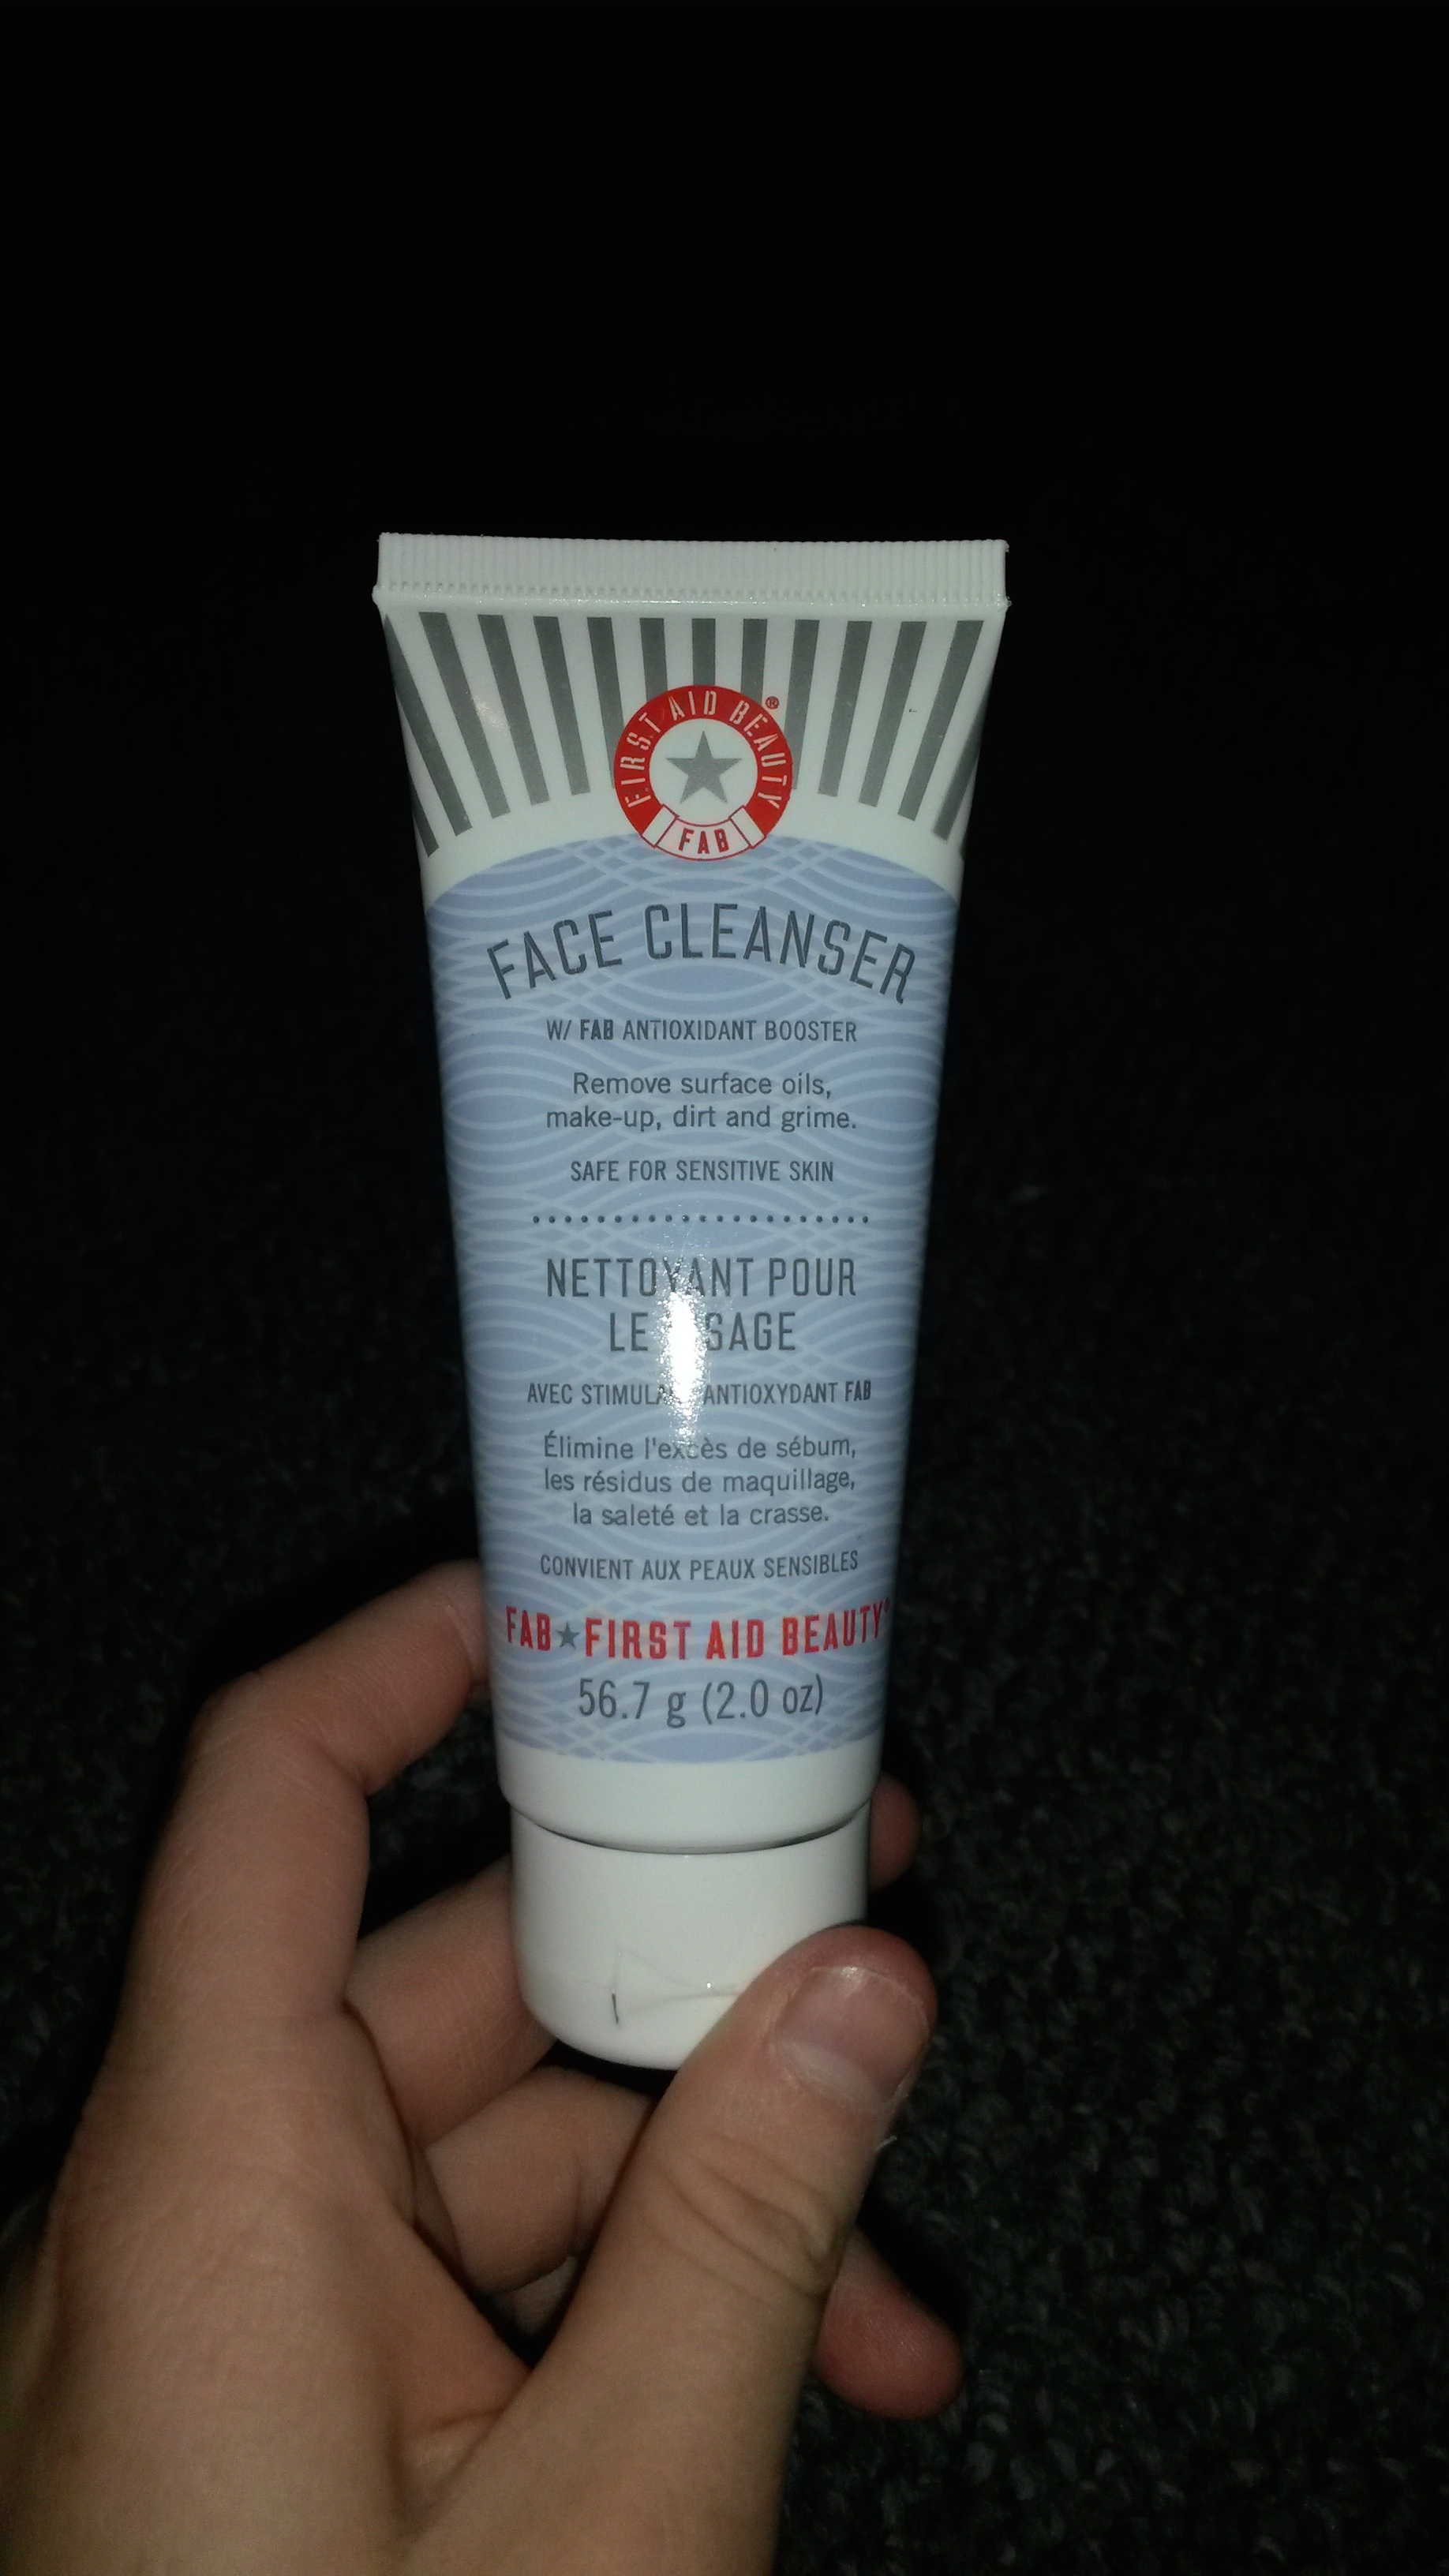 FIRST AID BEAUTY®
FAB
FACE CLEANSER
W/ FAB ANTIOXIDANT BOOSTER
Remove surface oils,
make-up, dirt and grime.
SAFE FOR SENSITIVE SKIN
NETTOYANT POUR
LE
AVEC ANTIOXYDANT FAB
Élimine l'excès de sébum,
les résidus de maquillage,
la saleté et la crasse.
CONVIENT AUX PEAUX SENSIBLES
FAB★FIRST AID BEAUTY®
56.7 g (2.0 oz)